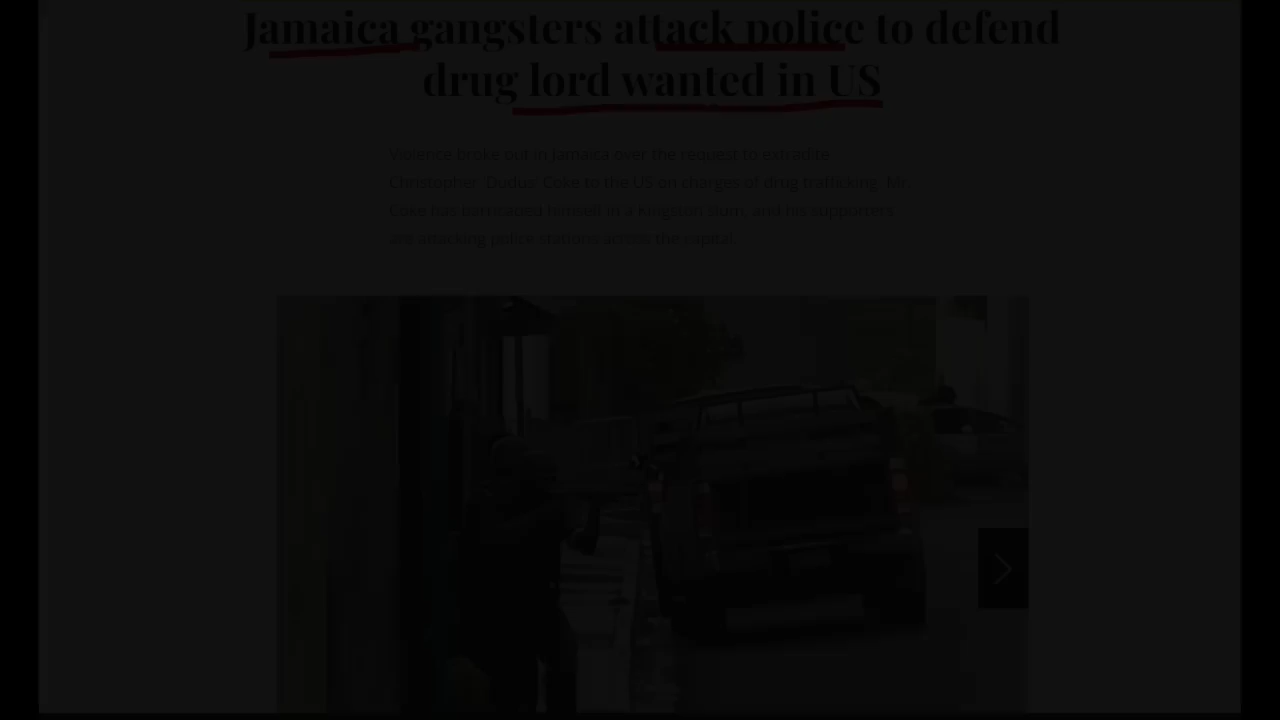 Jamaica gangsters attack police to defend
drug lord wanted in US
Violence broke out in Jamaica over the request to extradite
Christopher 'Dudus' Coke to the US on charges of drug trafficking. Mr.
Coke has barricaded himself in a Kingston slum, and his supporters
are attacking police stations across the capital.